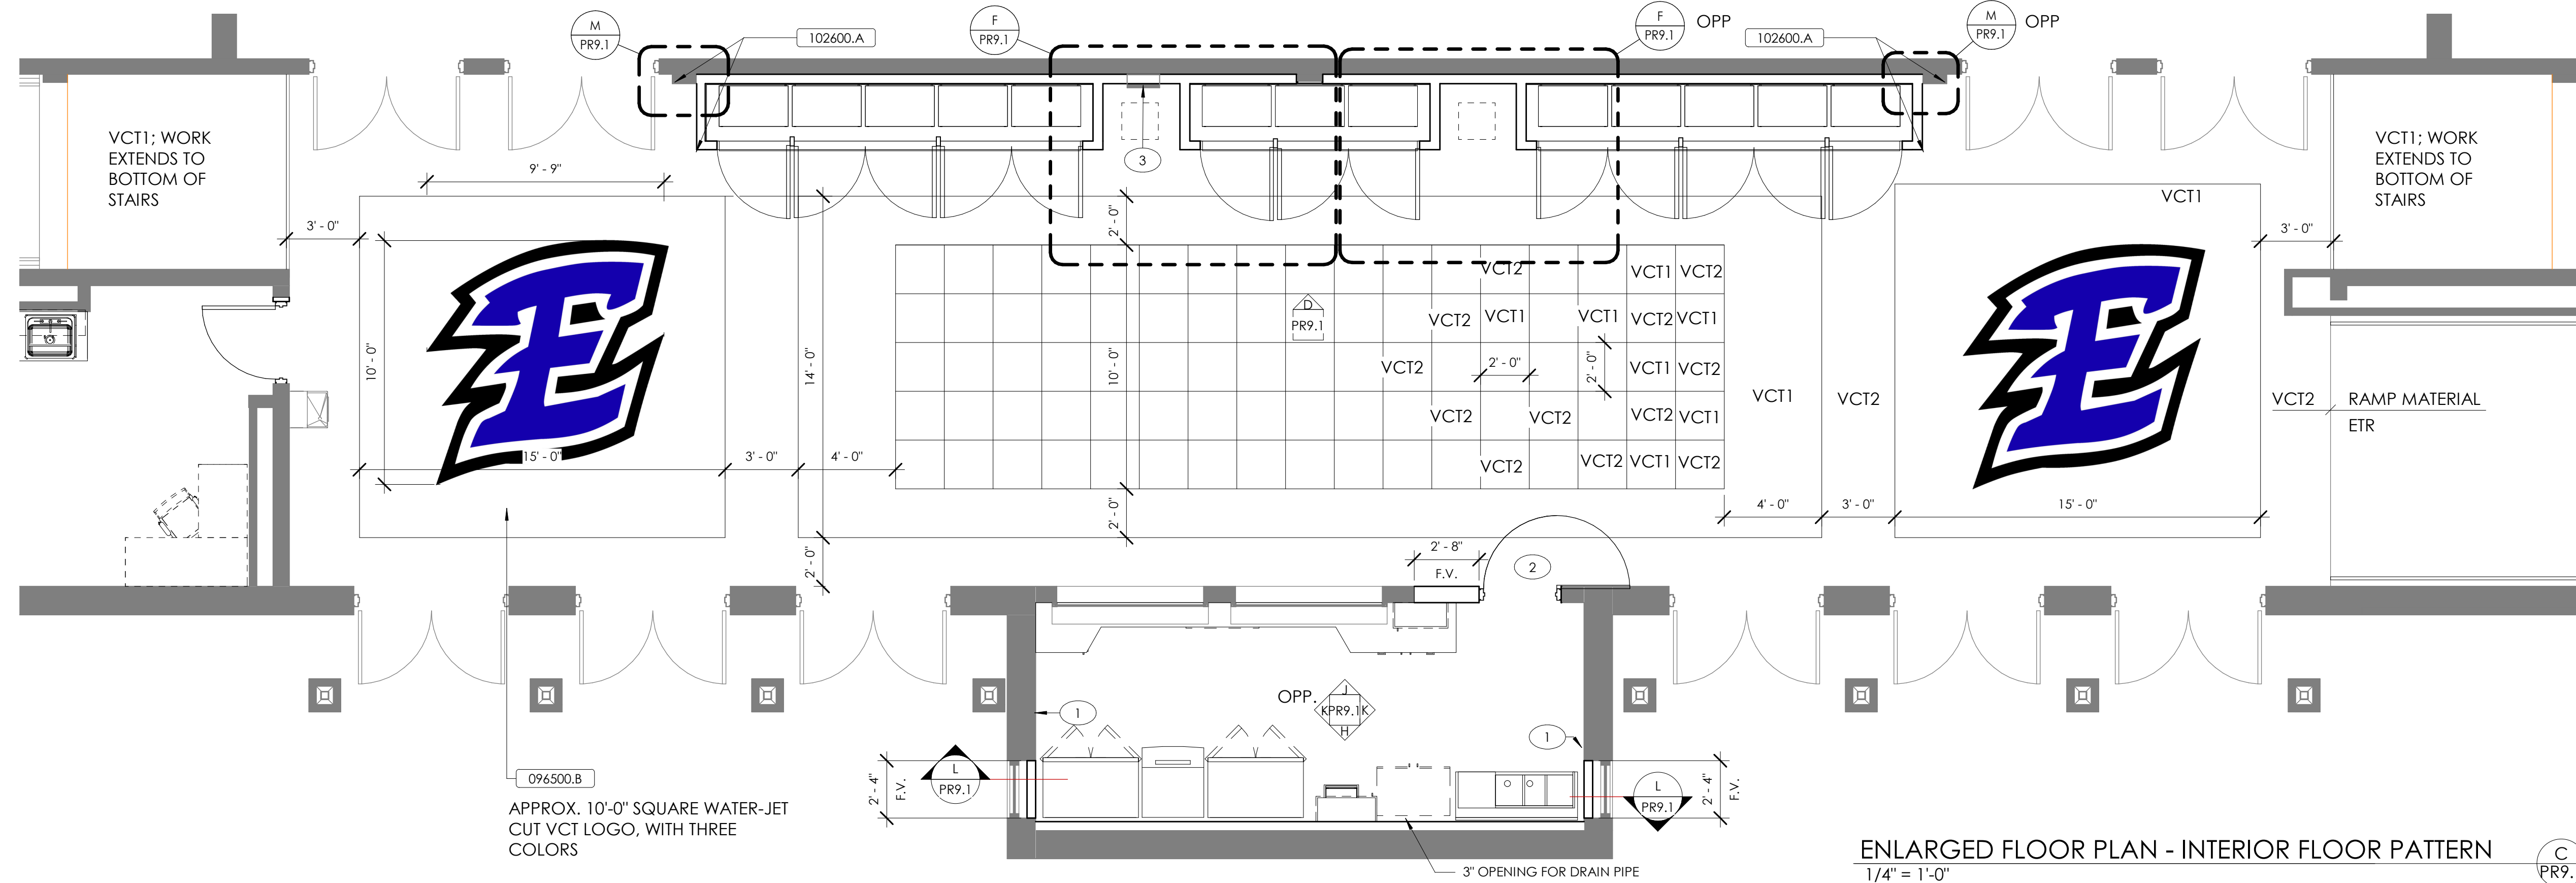 M
PR9.1
102600.A
F
PR9.1
F
PR9.1
OPP
102600.A
M
PR9.1
OPP
VCT1; WORK
EXTENDS TO
BOTTOM OF
STAIRS
3
9' - 9"
3' - 0"
2' - 0"
VCT1; WORK
EXTENDS TO
BOTTOM OF
STAIRS
VCT1
3' - 0"
E
E
10' - 0"
14' - 0"
10' - 0"
D
PR9.1
VCT2
VCT1 VCT2
VCT2 VCT1 VCT1 VCT2 VCT1
VCT2
2' - 0"
2' - 0"
VCT1 VCT2
VCT1
VCT2
VCT2
RAMP MATERIAL
ETR
VCT2 VCT2 VCT2 VCT1
VCT2 VCT2 VCT1 VCT2
15' - 0"
3' - 0"
4' - 0"
2' - 0"
2' - 0"
4' - 0"
3' - 0"
15' - 0"
2' - 8"
F.V.
2
OPP.
J
K PR9.1 K
H
1
1
L
PR9.1
2' - 4"
F.V.
L
PR9.1
2' - 4"
F.V.
096500.B
APPROX. 10'-0" SQUARE WATER-JET
CUT VCT LOGO, WITH THREE
COLORS
3" OPENING FOR DRAIN PIPE
ENLARGED FLOOR PLAN - INTERIOR FLOOR PATTERN
1/4" = 1'-0"
C
PR9.